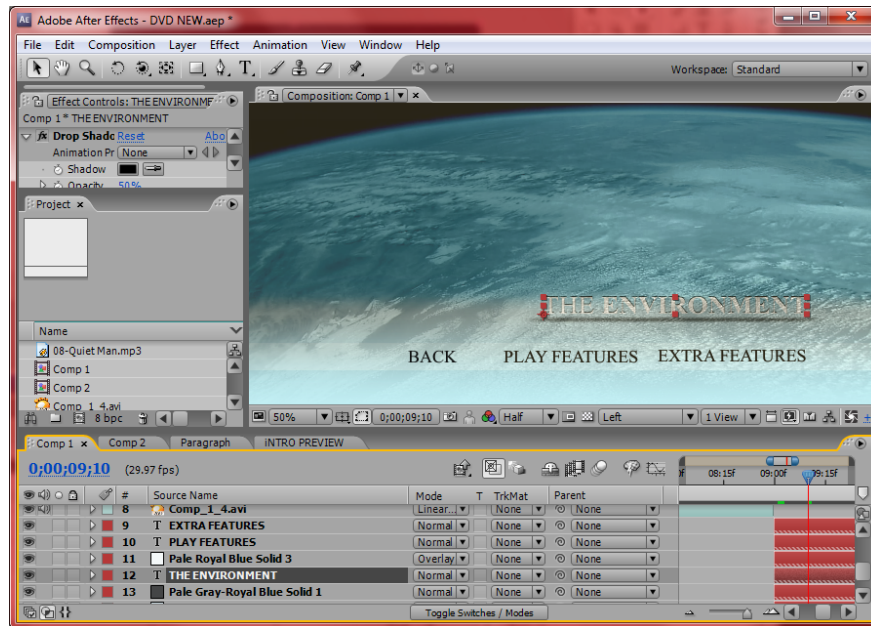 Adobe After Effects - DVD NEW.aep *
File Edit Composition Layer Effect Animation View Window Help
Workspace: Standard
Effect Controls: THE ENVIRONME
Composition: Comp 1
Comp 1 * THE ENVIRONMENT
Drop Shado Reset Abo
Animation Pr None
Shadow
Opacity 50%
Project
THE ENVIRONMENT
Name
08-Quiet Man.mp3
Comp 1
Comp 2
Comp_1_4.avi
BACK PLAY FEATURES EXTRA FEATURES
8 bpc
50% 0;00;09;10 Half Left 1 View
Comp 1 Comp 2 Paragraph iNTRO PREVIEW
0;00;09;10 (29.97 fps)
08:15f 09:00f 09:15f
# Source Name Mode T TrkMat Parent
8 Comp_1_4.avi Linear... None None
9 T EXTRA FEATURES Normal None None
10 T PLAY FEATURES Normal None None
11 Pale Royal Blue Solid 3 Overlay None None
12 T THE ENVIRONMENT Normal None None
13 Pale Gray-Royal Blue Solid 1 Normal None None
Toggle Switches / Modes